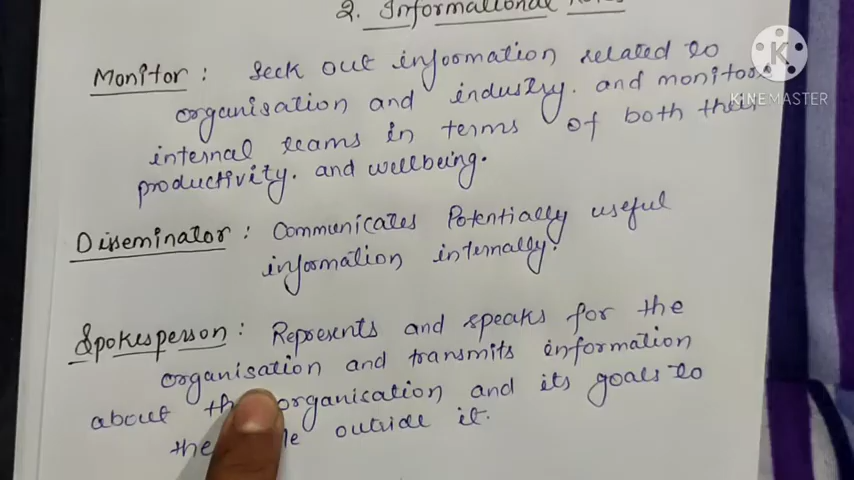 2. Informational
Monitor : Seek out information related to
organisation and industry. and monitors
internal teams in terms of both their
productivity. and wellbeing.
Disseminator : Communicates Potentially useful
information internally.
Spokesperson : Represents and speaks for the
organisation and transmits information
about organisation and its goals to
the outside it.
KINEMASTER